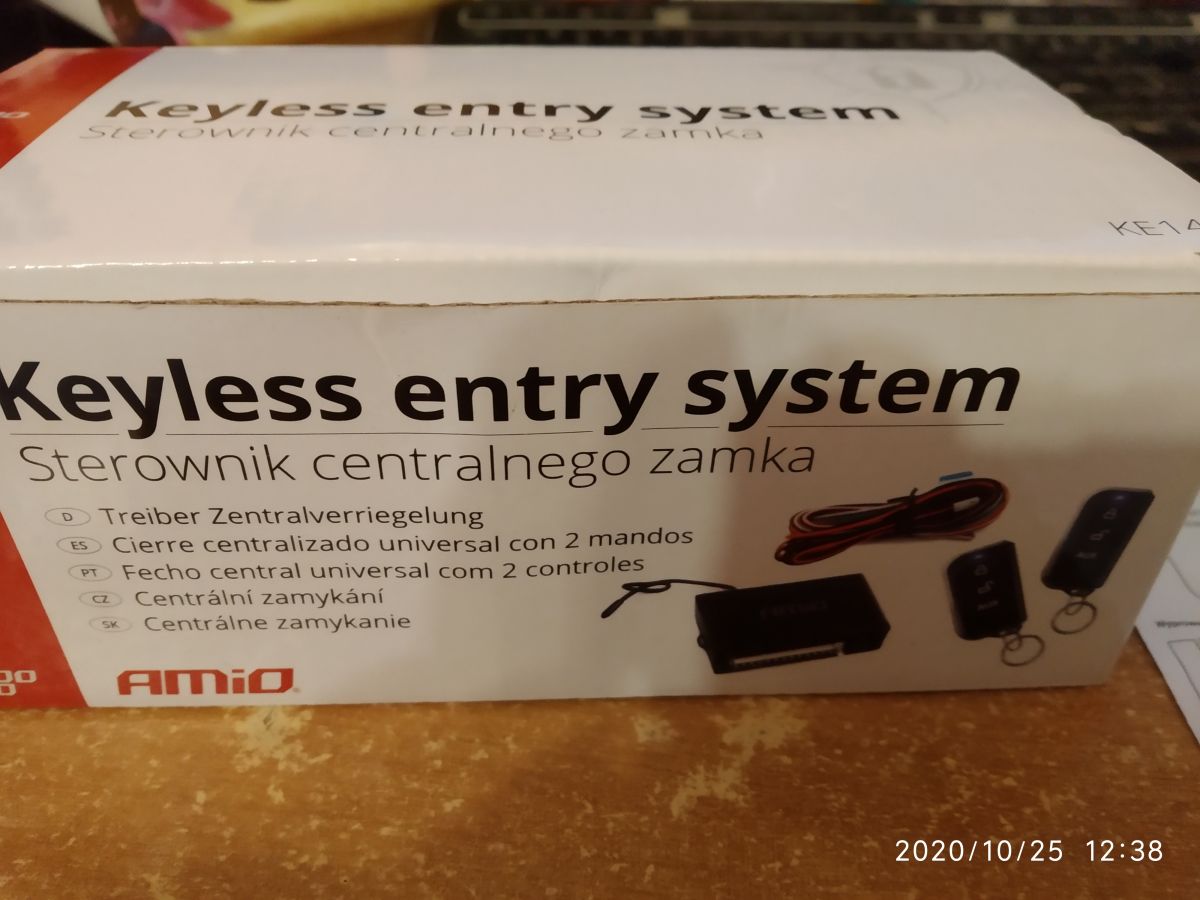 Keyless entry system
Sterownik centralnego zamka
KE14
Keyless entry system
Sterownik centralnego zamka
D Treiber Zentralverriegelung
ES Cierre centralizado universal con 2 mandos
PT Fecho central universal com 2 controles
CZ Centrální zamykání
SK Centrálne zamykanie
AMiO
2020/10/25 12:38